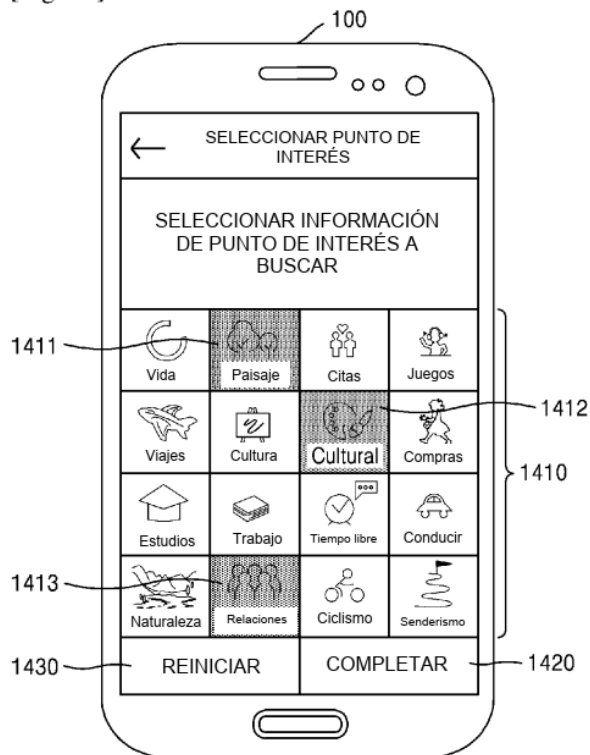 100
SELECCIONAR PUNTO DE
INTERÉS
SELECCIONAR INFORMACIÓN
DE PUNTO DE INTERÉS A
BUSCAR
1411
Vida
Paisaje
Citas
Juegos
1412
Viajes
Cultura
Cultural
Compras
1410
Estudios
Trabajo
Tiempo libre
Conducir
1413
Naturaleza
Relaciones
Ciclismo
Senderismo
1430
REINICIAR
COMPLETAR
1420